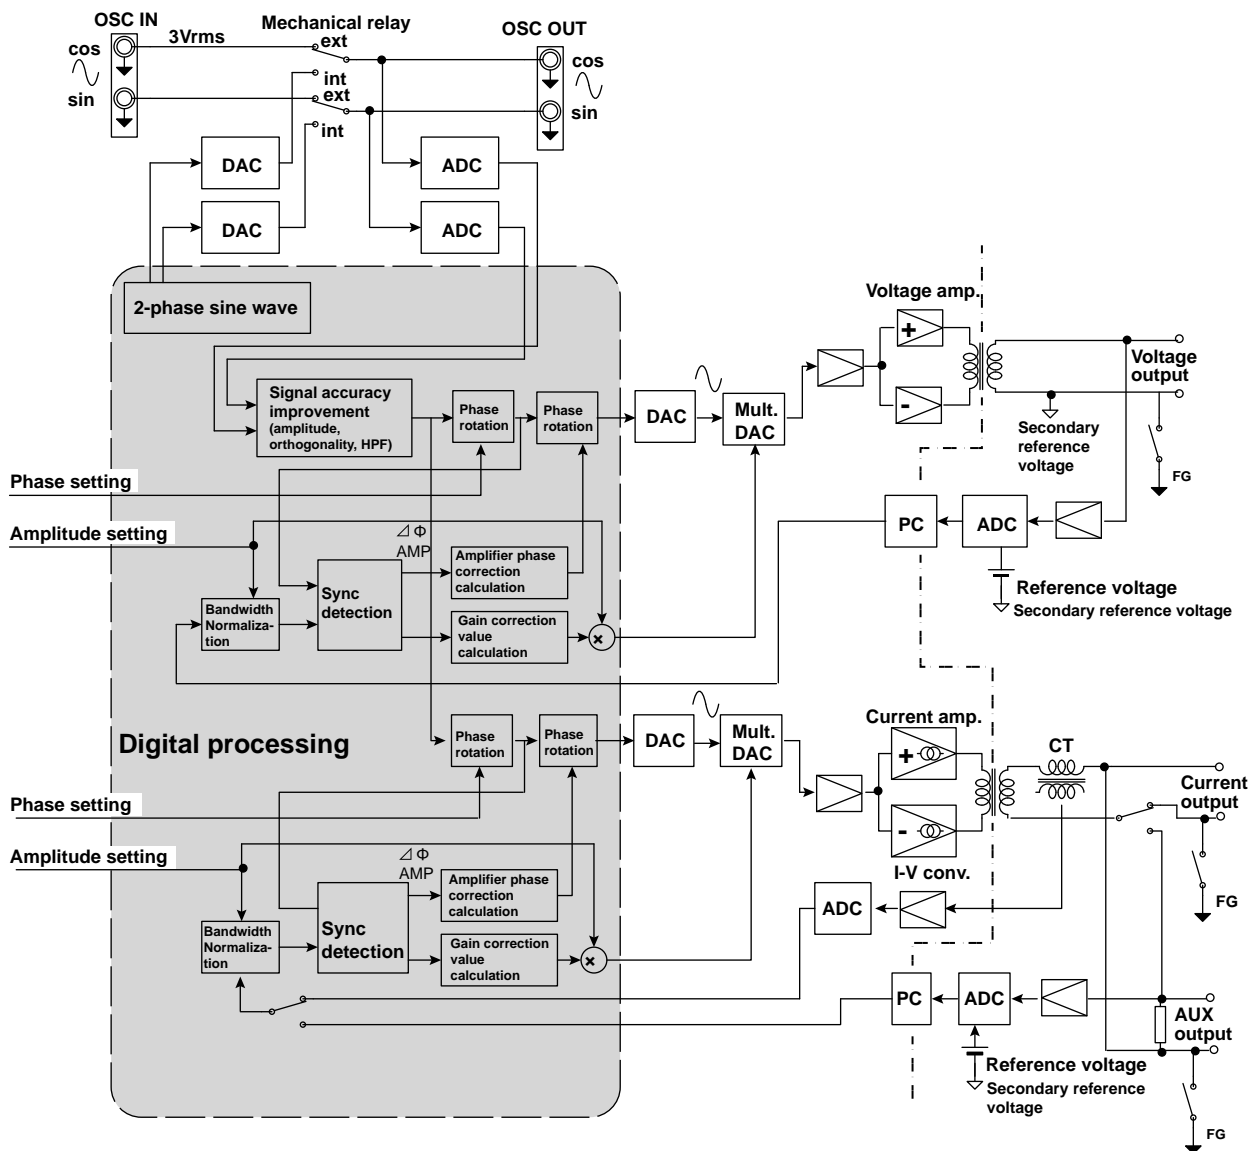 OSC IN
Mechanical relay
OSC OUT
3Vrms
ext
cos
cos
int
sin
ext
sin
int
DAC
ADC
DAC
ADC
2-phase sine wave
Voltage amp.
+
-
Voltage
output
Signal accuracy
improvement
(amplitude,
orthogonality, HPF)
Phase
rotation
Phase
rotation
DAC
Mult.
DAC
Secondary
reference
voltage
FG
Phase setting
Amplitude setting
⊿Φ
AMP
PC
ADC
Amplifier phase
correction
calculation
Sync
detection
Bandwidth
Normaliza-
tion
Gain correction
value
calculation
×
Reference voltage
Secondary reference voltage
Digital processing
Phase
rotation
Phase
rotation
DAC
Mult.
DAC
Current amp.
+
-
CT
Current
output
Phase setting
Amplitude setting
⊿Φ
AMP
I-V conv.
ADC
FG
Amplifier phase
correction
calculation
Bandwidth
Normaliza-
tion
Sync
detection
Gain correction
value
calculation
×
PC
ADC
AUX
output
Reference voltage
Secondary reference
voltage
FG